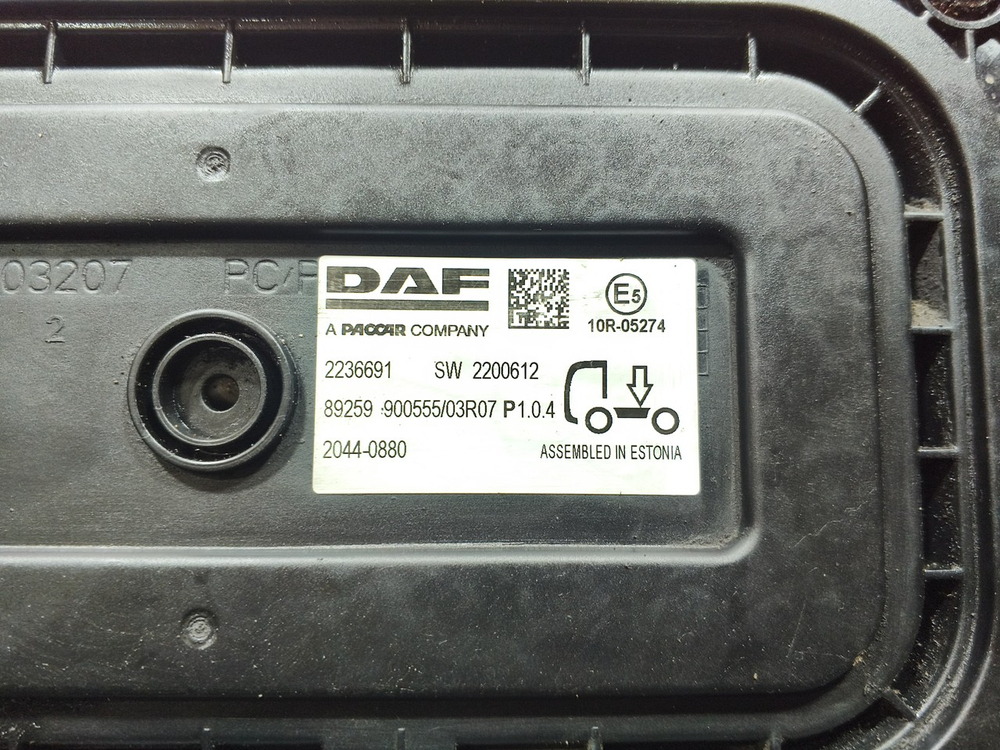 03207 PC/
2
DAF
A PACCAR COMPANY
E5
10R-05274
2236691 SW 2200612
89259 900555/03R07 P1.0.4
2044-0880
ASSEMBLED IN ESTONIA